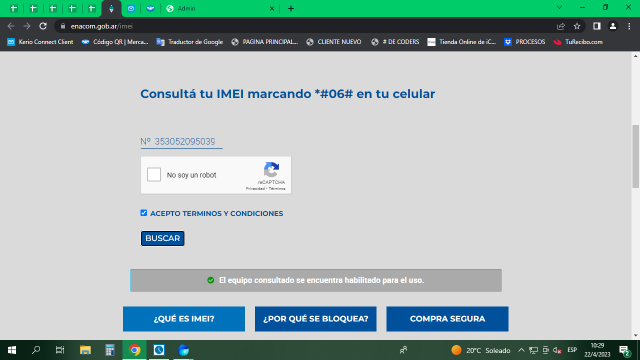 Admin
enacom.gob.ar/imei
Kerio Connect Client
Código QR | Merca...
Traductor de Google
PAGINA PRINCIPAL...
CLIENTE NUEVO
# DE CODERS
Tienda Online de iC...
PROCESOS
TuRecibo.com
Consultá tu IMEI marcando *#06# en tu celular
Nº 353052095039
No soy un robot
reCAPTCHA
Privacidad - Términos
ACEPTO TERMINOS Y CONDICIONES
BUSCAR
El equipo consultado se encuentra habilitado para el uso.
¿QUÉ ES IMEI?
¿POR QUÉ SE BLOQUEA?
COMPRA SEGURA
20°C Soleado
ESP
10:29
22/4/2023